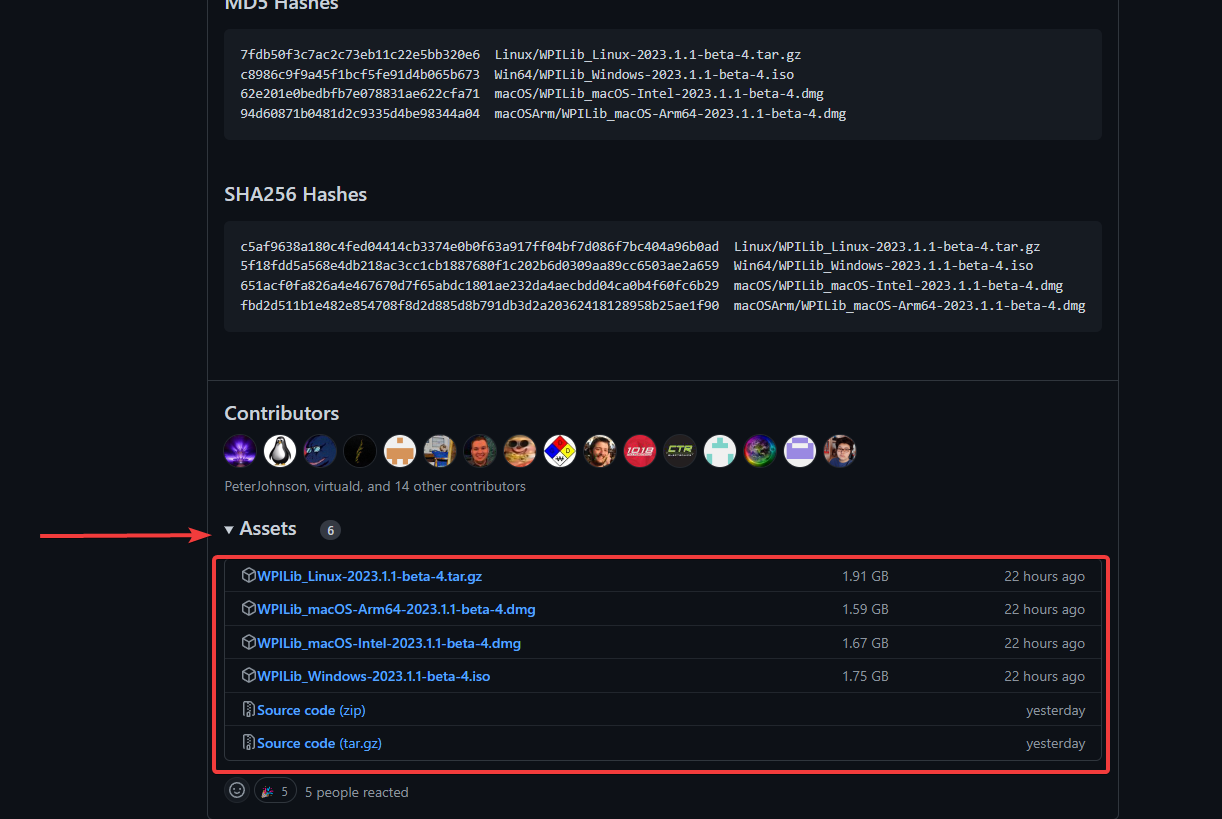 MD5 Hashes
7fdb50f3c7ac2c73eb11c22e5bb320e6  Linux/WPILib_Linux-2023.1.1-beta-4.tar.gz
c8986c9f9a45f1bcf5fe91d4b065b673  Win64/WPILib_Windows-2023.1.1-beta-4.iso
62e201e0bedbfb7e078831ae622cfa71  macOS/WPILib_macOS-Intel-2023.1.1-beta-4.dmg
94d60871b0481d2c9335d4be98344a04  macOSArm/WPILib_macOS-Arm64-2023.1.1-beta-4.dmg
SHA256 Hashes
c5af9638a180c4fed04414cb3374e0b0f63a917ff04bf7d086f7bc404a96b0ad  Linux/WPILib_Linux-2023.1.1-beta-4.tar.gz
5f18fdd5a568e4db218ac3cc1cb1887680f1c202b6d0309aa89cc6503ae2a659  Win64/WPILib_Windows-2023.1.1-beta-4.iso
651acf0fa826a4e467670d7f65abdc1801ae232da4aecbdd04ca0b4f60fc6b29  macOS/WPILib_macOS-Intel-2023.1.1-beta-4.dmg
fbd2d511b1e482e854708f8d2d885d8b791db3d2a20362418128958b25ae1f90  macOSArm/WPILib_macOS-Arm64-2023.1.1-beta-4.dmg
Contributors
1018 CTR
PeterJohnson, virtuald, and 14 other contributors
Assets 6
WPILib_Linux-2023.1.1-beta-4.tar.gz 1.91 GB 22 hours ago
WPILib_macOS-Arm64-2023.1.1-beta-4.dmg 1.59 GB 22 hours ago
WPILib_macOS-Intel-2023.1.1-beta-4.dmg 1.67 GB 22 hours ago
WPILib_Windows-2023.1.1-beta-4.iso 1.75 GB 22 hours ago
Source code (zip) yesterday
Source code (tar.gz) yesterday
5 5 people reacted